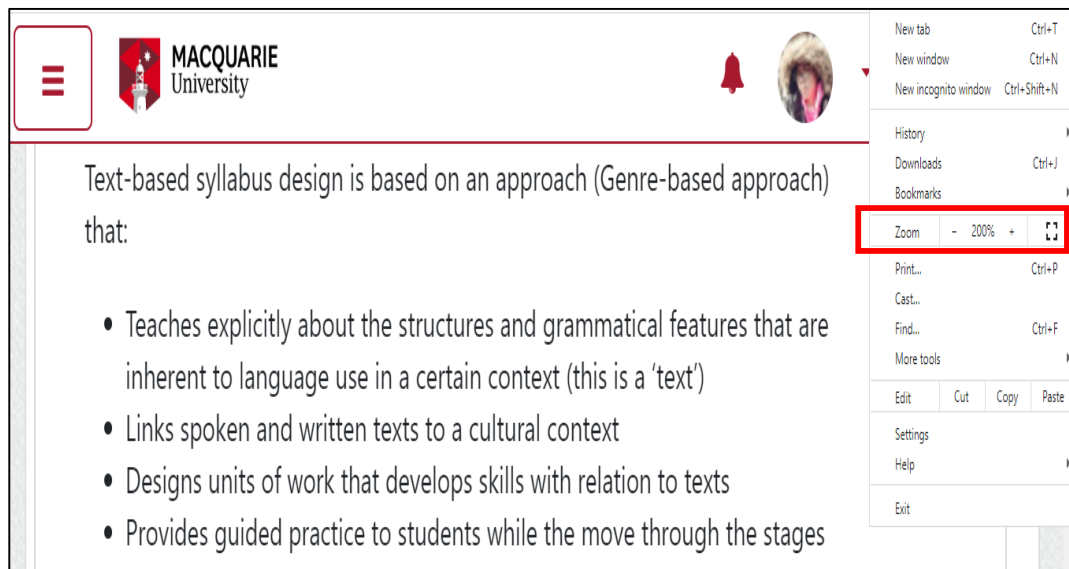 MACQUARIE
University
Text-based syllabus design is based on an approach (Genre-based approach)
that:
• Teaches explicitly about the structures and grammatical features that are
inherent to language use in a certain context (this is a ‘text’)
• Links spoken and written texts to a cultural context
• Designs units of work that develops skills with relation to texts
• Provides guided practice to students while the move through the stages
New tab Ctrl+T
New window Ctrl+N
New incognito window Ctrl+Shift+N
History
Downloads Ctrl+J
Bookmarks
Zoom - 200% +
Print... Ctrl+P
Cast...
Find... Ctrl+F
More tools
Edit Cut Copy Paste
Settings
Help
Exit